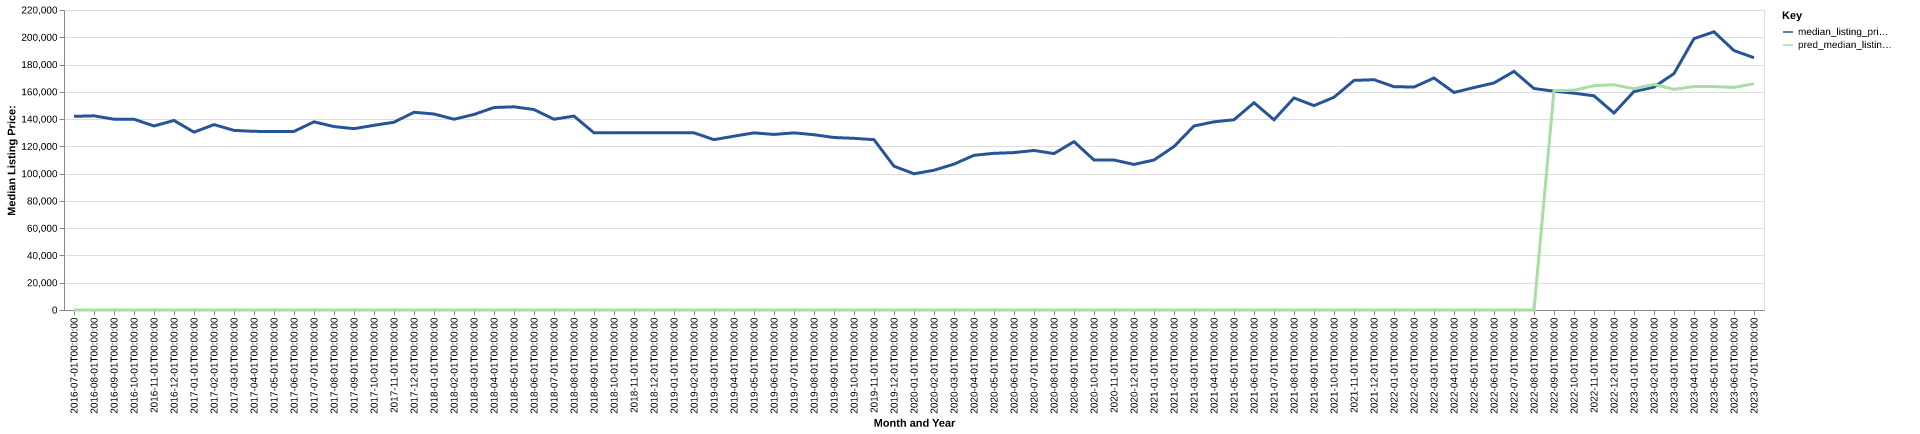 220,000
200,000
180,000
160,000
140,000
120,000
100,000
80,000
60,000
40,000
20,000
0
Median Listing Price:
2016-07-01T00:00:00
2016-08-01T00:00:00
2016-09-01T00:00:00
2016-10-01T00:00:00
2016-11-01T00:00:00
2016-12-01T00:00:00
2017-01-01T00:00:00
2017-02-01T00:00:00
2017-03-01T00:00:00
2017-04-01T00:00:00
2017-05-01T00:00:00
2017-06-01T00:00:00
2017-07-01T00:00:00
2017-08-01T00:00:00
2017-09-01T00:00:00
2017-10-01T00:00:00
2017-11-01T00:00:00
2017-12-01T00:00:00
2018-01-01T00:00:00
2018-02-01T00:00:00
2018-03-01T00:00:00
2018-04-01T00:00:00
2018-05-01T00:00:00
2018-06-01T00:00:00
2018-07-01T00:00:00
2018-08-01T00:00:00
2018-09-01T00:00:00
2018-10-01T00:00:00
2018-11-01T00:00:00
2018-12-01T00:00:00
2019-01-01T00:00:00
2019-02-01T00:00:00
2019-03-01T00:00:00
2019-04-01T00:00:00
2019-05-01T00:00:00
2019-06-01T00:00:00
2019-07-01T00:00:00
2019-08-01T00:00:00
2019-09-01T00:00:00
2019-10-01T00:00:00
2019-11-01T00:00:00
2019-12-01T00:00:00
2020-01-01T00:00:00
2020-02-01T00:00:00
2020-03-01T00:00:00
2020-04-01T00:00:00
2020-05-01T00:00:00
2020-06-01T00:00:00
2020-07-01T00:00:00
2020-08-01T00:00:00
2020-09-01T00:00:00
2020-10-01T00:00:00
2020-11-01T00:00:00
2020-12-01T00:00:00
2021-01-01T00:00:00
2021-02-01T00:00:00
2021-03-01T00:00:00
2021-04-01T00:00:00
2021-05-01T00:00:00
2021-06-01T00:00:00
2021-07-01T00:00:00
2021-08-01T00:00:00
2021-09-01T00:00:00
2021-10-01T00:00:00
2021-11-01T00:00:00
2021-12-01T00:00:00
2022-01-01T00:00:00
2022-02-01T00:00:00
2022-03-01T00:00:00
2022-04-01T00:00:00
2022-05-01T00:00:00
2022-06-01T00:00:00
2022-07-01T00:00:00
2022-08-01T00:00:00
2022-09-01T00:00:00
2022-10-01T00:00:00
2022-11-01T00:00:00
2022-12-01T00:00:00
2023-01-01T00:00:00
2023-02-01T00:00:00
2023-03-01T00:00:00
2023-04-01T00:00:00
2023-05-01T00:00:00
2023-06-01T00:00:00
2023-07-01T00:00:00
Month and Year
Key
median_listing_pri…
pred_median_listin…